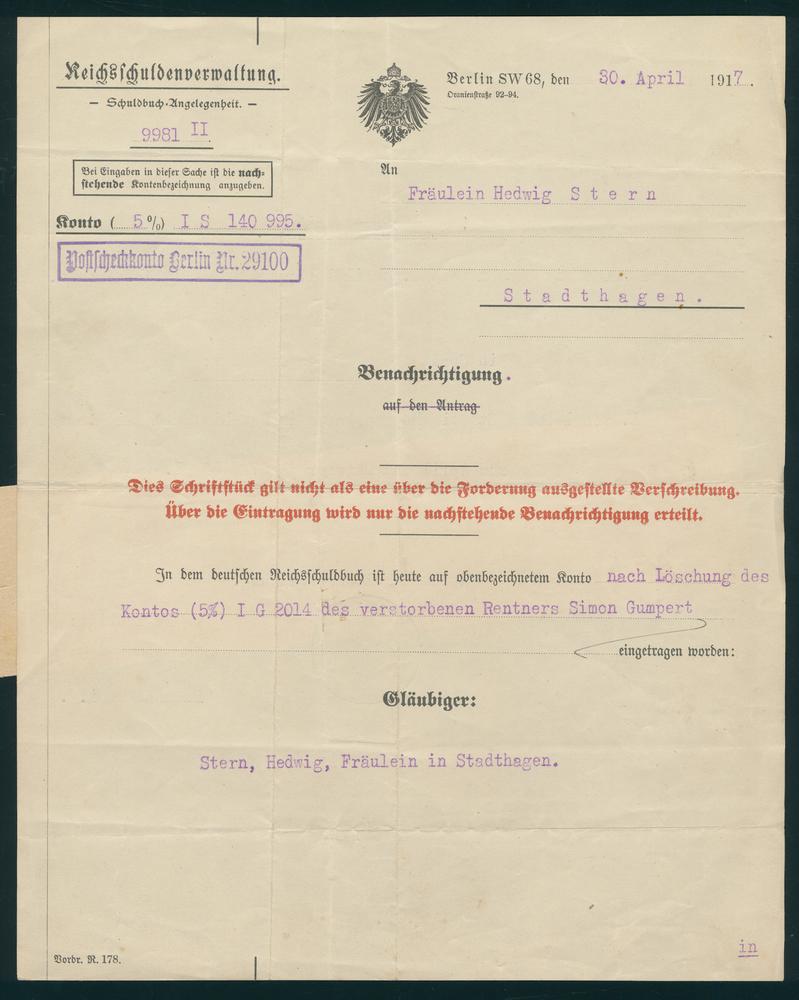 Reichsschuldenverwaltung.
— Schuldbuch-Angelegenheit. —
9981 II
Bei Eingaben in dieser Sache ist die nach-
stehende Kontenbezeichnung anzugeben.
Konto ( 5 %) I S 140 995.
Postscheckkonto Berlin Nr. 29100
Berlin SW 68, den 30. April 1917.
Oranienstraße 92-94.
An
Fräulein Hedwig Stern
Stadthagen.
Benachrichtigung.
auf den Antrag
Dies Schriftstück gilt nicht als eine über die Forderung ausgestellte Verschreibung.
Über die Eintragung wird nur die nachstehende Benachrichtigung erteilt.
In dem deutschen Reichsschuldbuch ist heute auf obenbezeichnetem Konto nach Löschung des
Kontos (5%) I G 2014 des verstorbenen Rentners Simon Gumpert
eingetragen worden:
Gläubiger:
Stern, Hedwig, Fräulein in Stadthagen.
in
Vordr. R. 178.